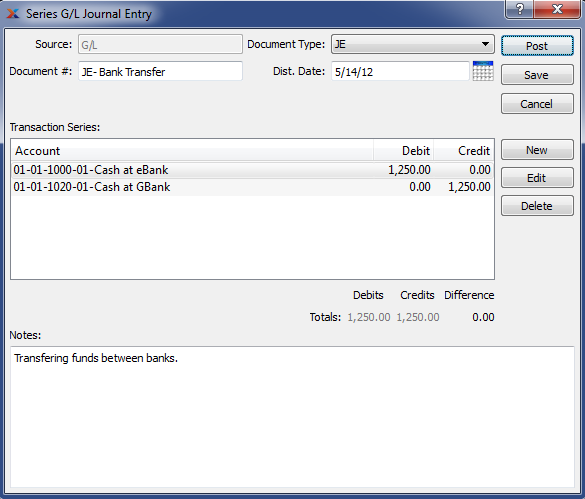 Series G/L Journal Entry
Source: G/L Document Type: JE Post
Document #: JE- Bank Transfer Dist. Date: 5/14/12 Save
Cancel
Transaction Series:
Account Debit Credit New
01-01-1000-01-Cash at eBank 1,250.00 0.00
01-01-1020-01-Cash at GBank 0.00 1,250.00
Edit
Delete
Debits Credits Difference
Totals: 1,250.00 1,250.00 0.00
Notes:
Transfering funds between banks.